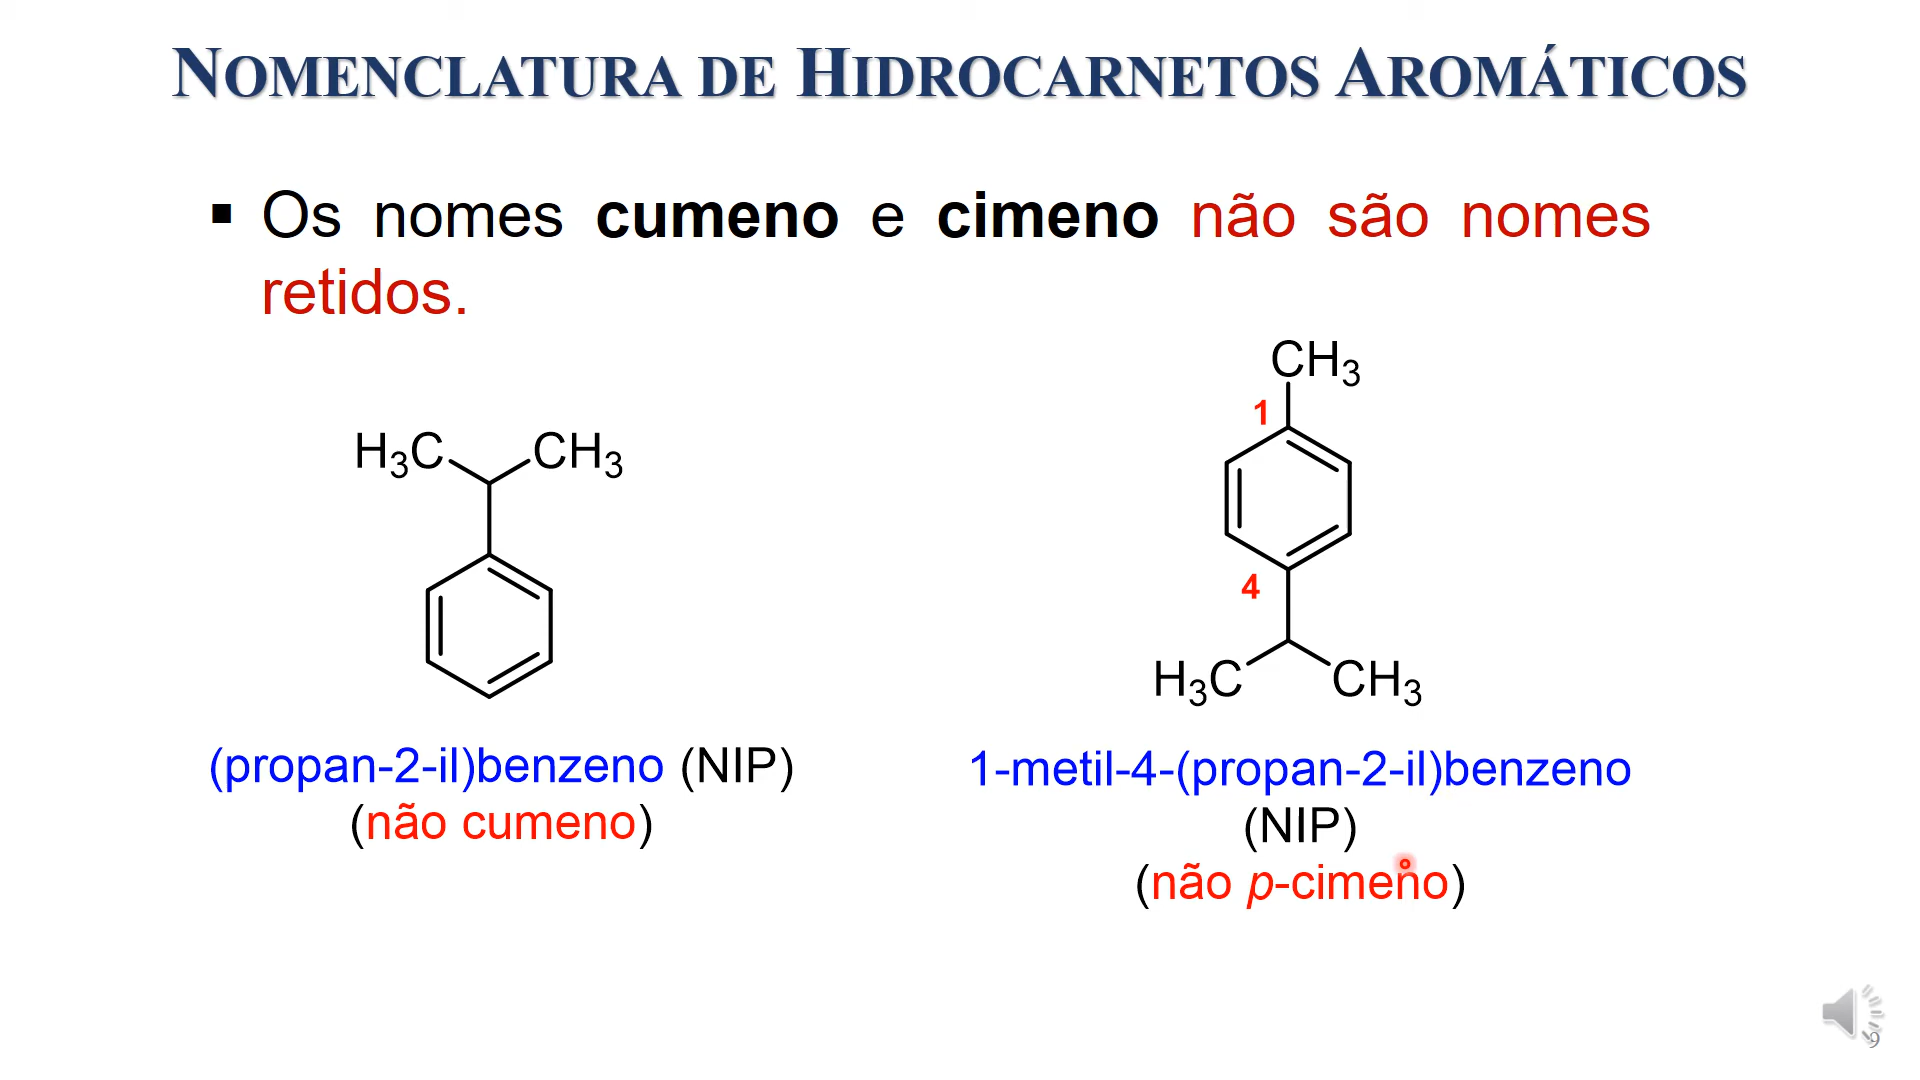 NOMENCLATURA DE HIDROCARNETOS AROMÁTICOS
▪ Os nomes cumeno e cimeno não são nomes
retidos.
CH3
1
H3C CH3
4
H3C CH3
(propan-2-il)benzeno (NIP)
(não cumeno)
1-metil-4-(propan-2-il)benzeno
(NIP)
(não p-cimeno)
9